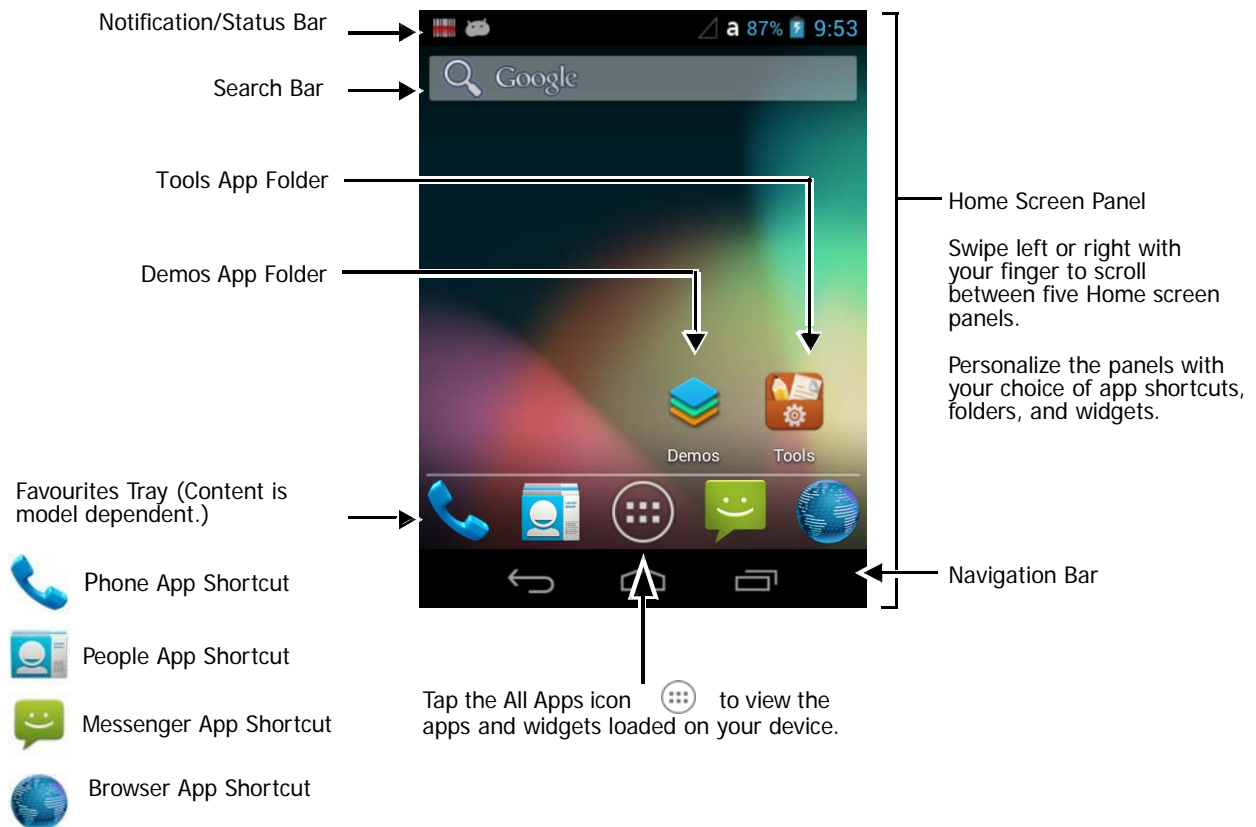 Notification/Status Bar
a 87% 9:53
Search Bar
Google
Tools App Folder
Demos App Folder
Home Screen Panel
Swipe left or right with
your finger to scroll
between five Home screen
panels.
Personalize the panels with
your choice of app shortcuts,
folders, and widgets.
Demos
Tools
Favourites Tray (Content is
model dependent.)
Phone App Shortcut
People App Shortcut
Messenger App Shortcut
Browser App Shortcut
Navigation Bar
Tap the All Apps icon to view the
apps and widgets loaded on your device.